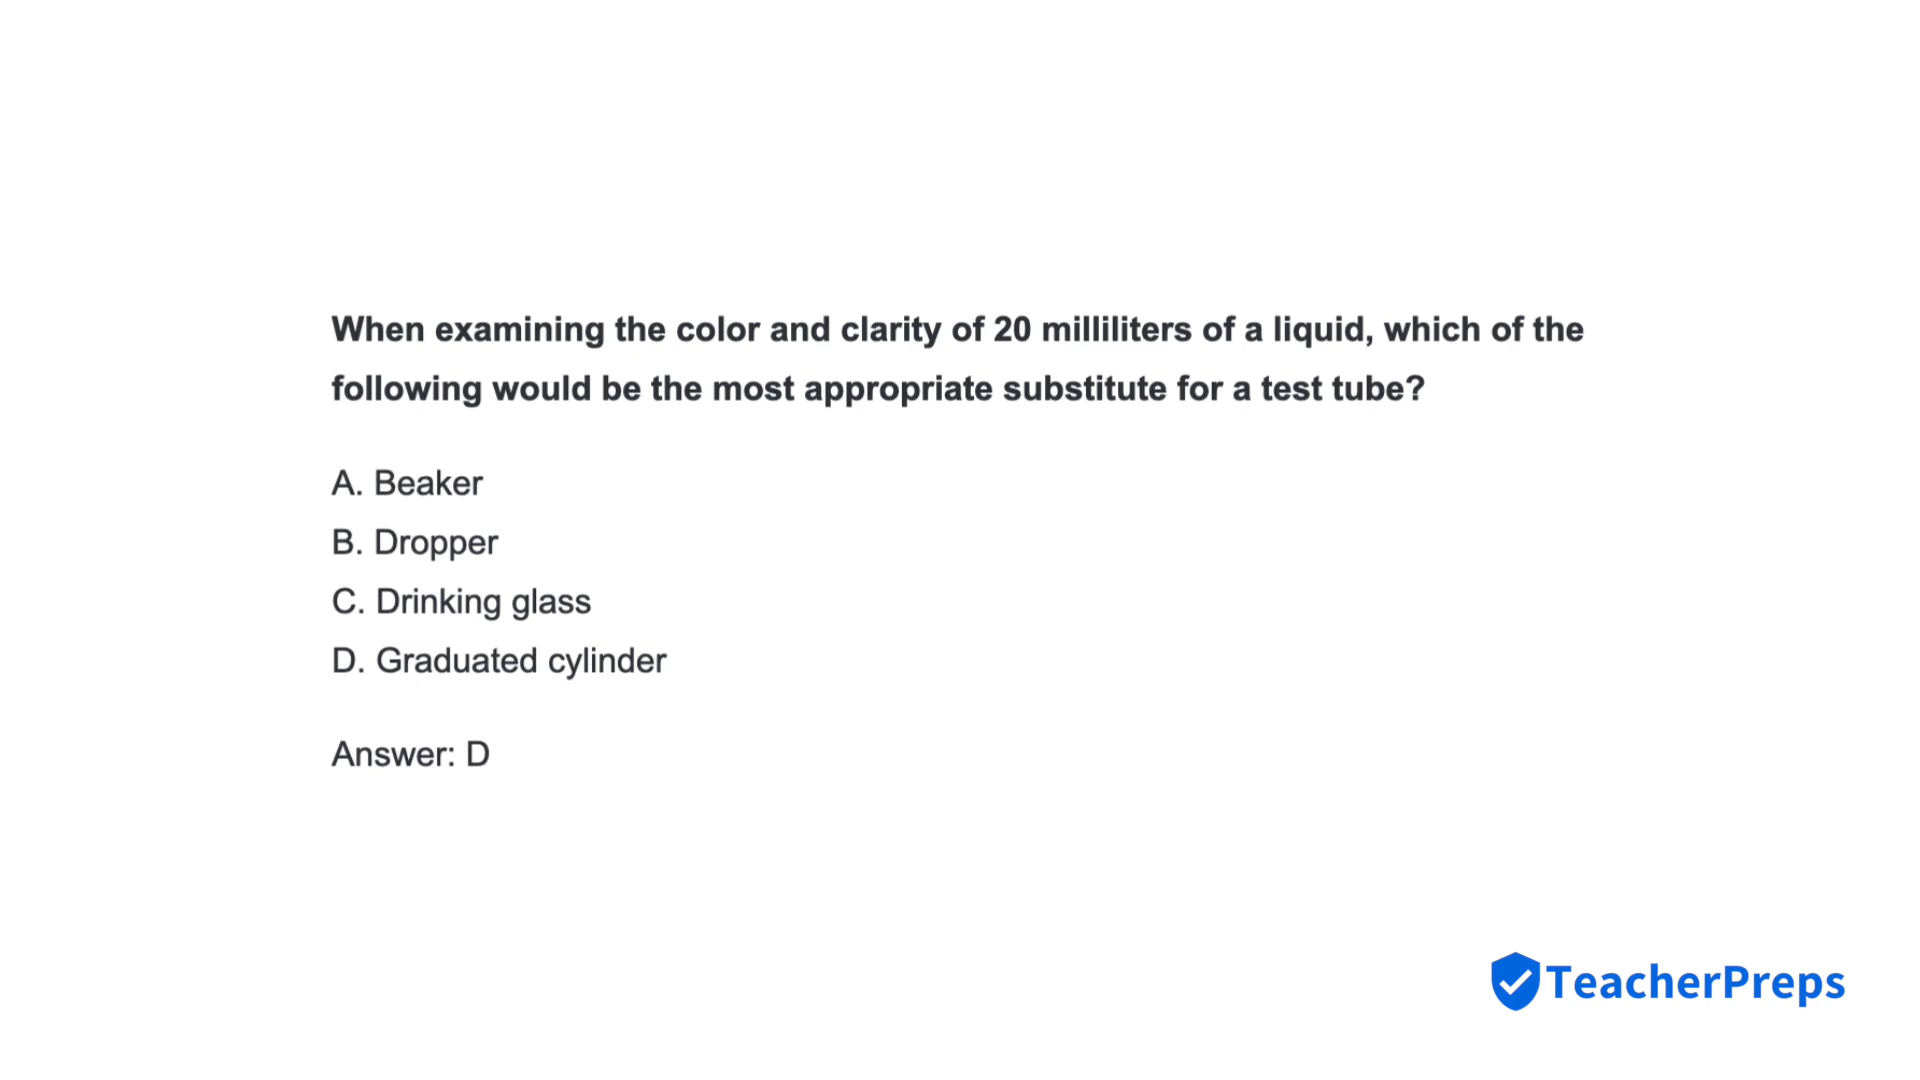 When examining the color and clarity of 20 milliliters of a liquid, which of the
following would be the most appropriate substitute for a test tube?
A. Beaker
B. Dropper
C. Drinking glass
D. Graduated cylinder
Answer: D
TeacherPreps